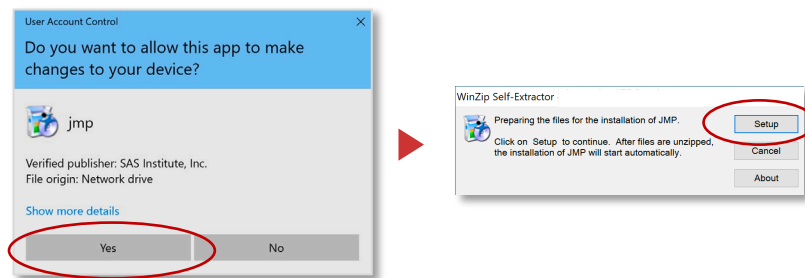 User Account Control
Do you want to allow this app to make
changes to your device?
jmp
Verified publisher: SAS Institute, Inc.
File origin: Network drive
Show more details
Yes
No
WinZip Self-Extractor
Preparing the files for the installation of JMP.
Click on Setup to continue. After files are unzipped,
the installation of JMP will start automatically.
Setup
Cancel
About